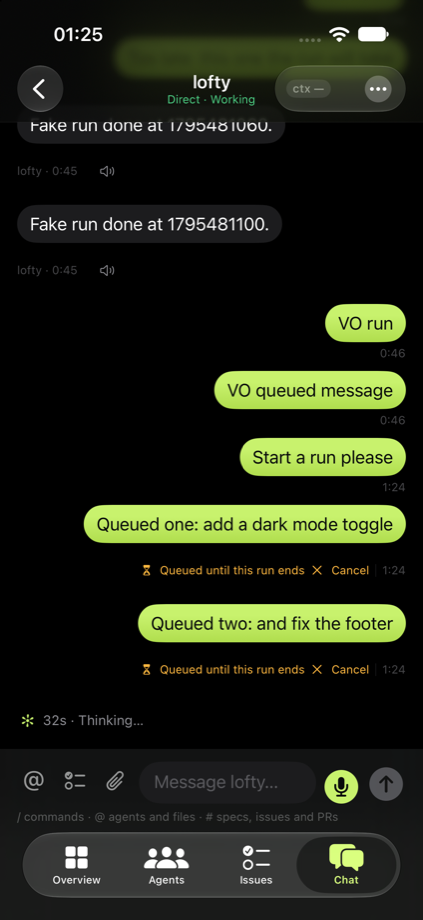 01:25
lofty
Direct · Working
ctx —
Fake run done at 1795481060.
lofty · 0:45
Fake run done at 1795481100.
lofty · 0:45
VO run
0:46
VO queued message
0:46
Start a run please
1:24
Queued one: add a dark mode toggle
Queued until this run ends × Cancel 1:24
Queued two: and fix the footer
Queued until this run ends × Cancel 1:24
32s · Thinking...
@ Message lofty...
/ commands · @ agents and files · # specs, issues and PRs
Overview Agents Issues Chat